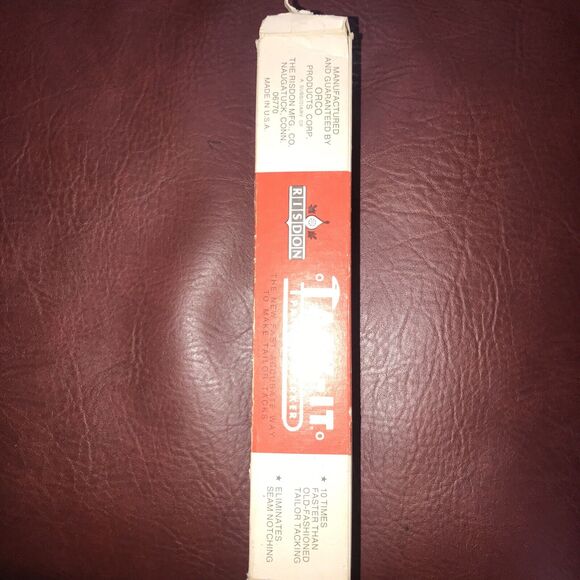 MANUFACTURED
AND GUARANTEED BY
ORCO
PRODUCTS CORP.
A SUBSIDIARY OF
THE RISDON MFG., CO.
NAUGATUCK, CONN.
06770
MADE IN U.S.A.
RISDON
THE NEW FAST ACCURATE WAY
TO MAKE TAILOR TACKS
★ 10 TIMES
FASTER THAN
OLD-FASHIONED
TAILOR TACKING
★ ELIMINATES
SEAM NOTCHING